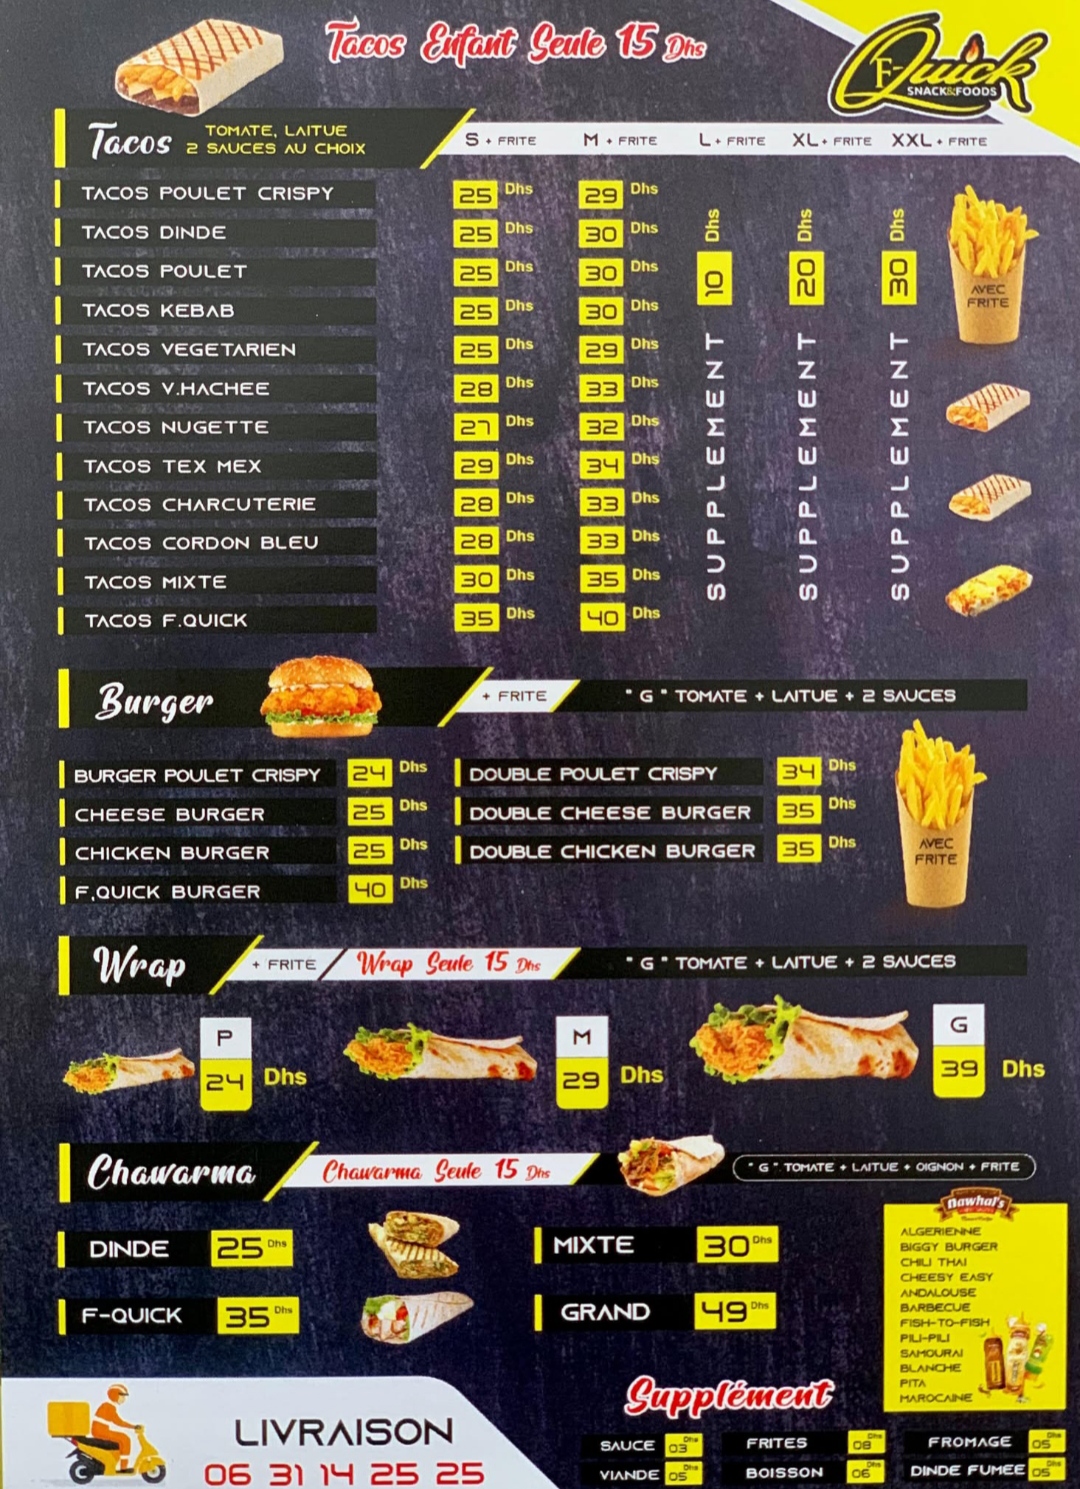 Tacos Enfant Seule 15 Dhs
F-Quick
SNACK&FOODS
Tacos
TOMATE, LAITUE
2 SAUCES AU CHOIX
S + FRITE M + FRITE L + FRITE XL + FRITE XXL + FRITE
TACOS POULET CRISPY 25 Dhs 29 Dhs
TACOS DINDE 25 Dhs 30 Dhs
TACOS POULET 25 Dhs 30 Dhs
TACOS KEBAB 25 Dhs 30 Dhs
TACOS VEGETARIEN 25 Dhs 29 Dhs
TACOS V.HACHEE 28 Dhs 33 Dhs
TACOS NUGETTE 27 Dhs 32 Dhs
TACOS TEX MEX 29 Dhs 34 Dhs
TACOS CHARCUTERIE 28 Dhs 33 Dhs
TACOS CORDON BLEU 28 Dhs 33 Dhs
TACOS MIXTE 30 Dhs 35 Dhs
TACOS F.QUICK 35 Dhs 40 Dhs
SUPPLEMENT 10 Dhs
SUPPLEMENT 20 Dhs
SUPPLEMENT 30 Dhs
AVEC
FRITE
Burger
+ FRITE
" G " TOMATE + LAITUE + 2 SAUCES
BURGER POULET CRISPY 24 Dhs
CHEESE BURGER 25 Dhs
CHICKEN BURGER 25 Dhs
F,QUICK BURGER 40 Dhs
DOUBLE POULET CRISPY 34 Dhs
DOUBLE CHEESE BURGER 35 Dhs
DOUBLE CHICKEN BURGER 35 Dhs
AVEC
FRITE
Wrap
+ FRITE
Wrap Seule 15 Dhs
" G " TOMATE + LAITUE + 2 SAUCES
P
24 Dhs
M
29 Dhs
G
39 Dhs
Chawarma
Chawarma Seule 15 Dhs
" G " TOMATE + LAITUE + OIGNON + FRITE
DINDE 25 Dhs
MIXTE 30 Dhs
F-QUICK 35 Dhs
GRAND 49 Dhs
Nawhal's
ALGERIENNE
BIGGY BURGER
CHILI THAI
CHEESY EASY
ANDALOUSE
BARBECUE
FISH-TO-FISH
PILI-PILI
SAMOURAI
BLANCHE
PITA
MAROCAINE
LIVRAISON
06 31 14 25 25
Supplément
SAUCE 03 Dhs
FRITES 08 Dhs
FROMAGE 05 Dhs
VIANDE 05 Dhs
BOISSON 06 Dhs
DINDE FUMEE 05 Dhs